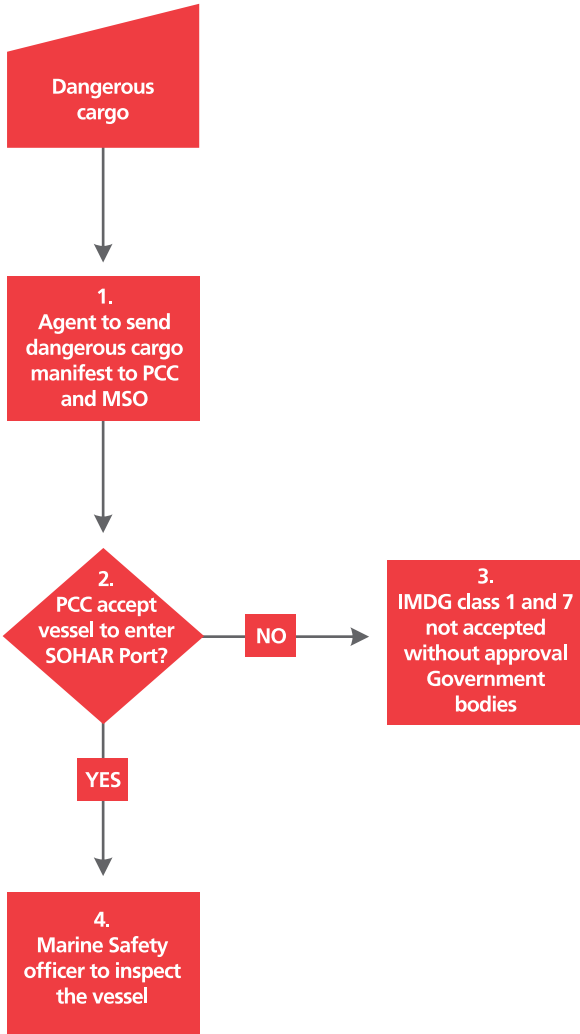 Dangerous
cargo
1.
Agent to send
dangerous cargo
manifest to PCC
and MSO
2.
PCC accept
vessel to enter
SOHAR Port?
NO
3.
IMDG class 1 and 7
not accepted
without approval
Government
bodies
YES
4.
Marine Safety
officer to inspect
the vessel